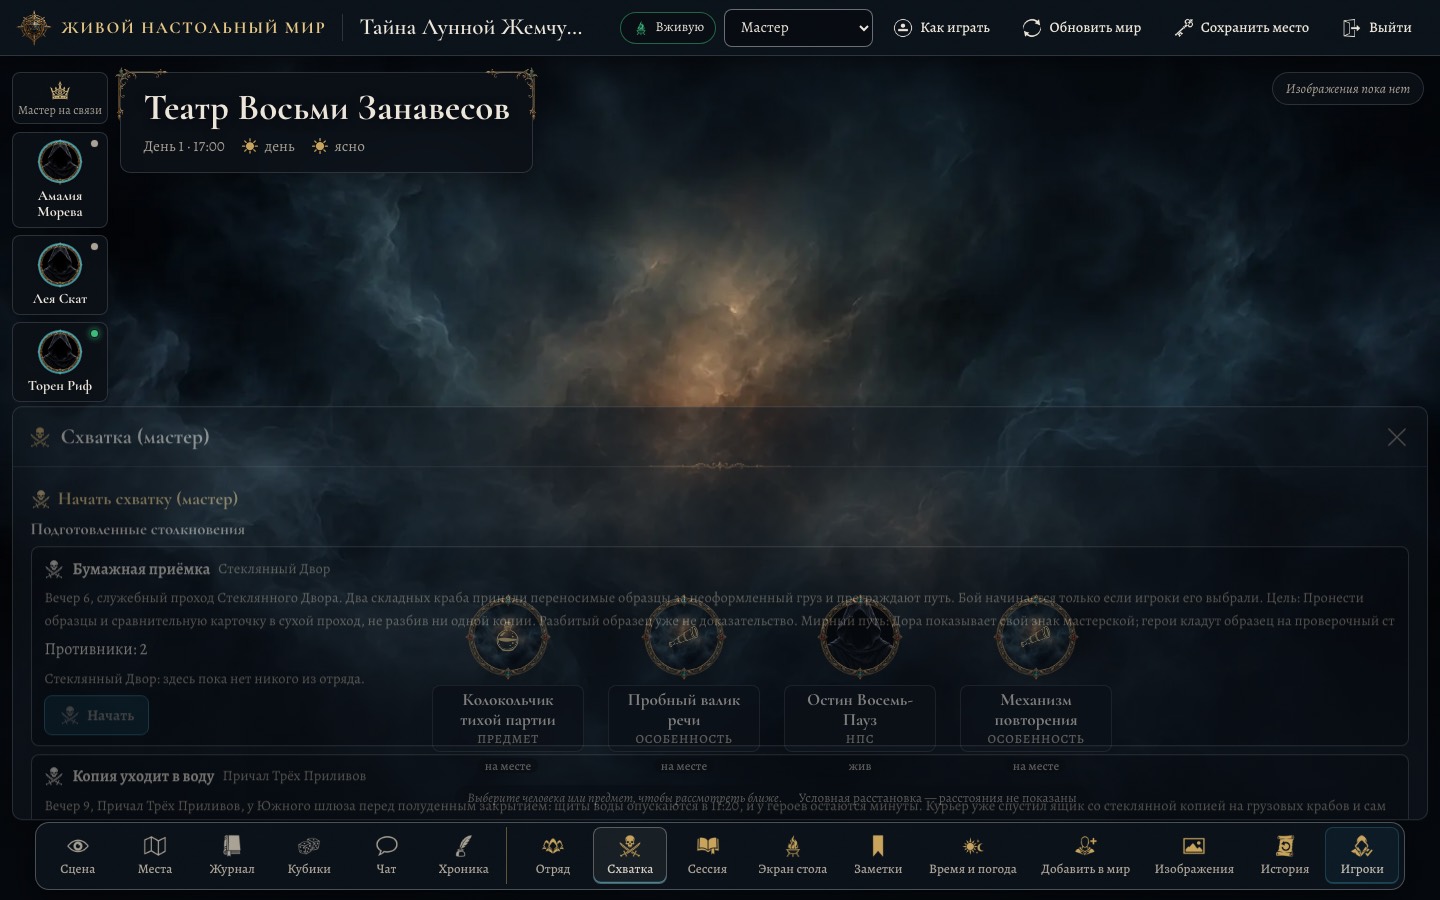 ЖИВОЙ НАСТОЛЬНЫЙ МИР
Тайна Лунной Жемчу...
Вживую
Мастер
Как играть
Обновить мир
Сохранить место
Выйти
Мастер на связи
Театр Восьми Занавесов
День 1 · 17:00
день
ясно
Изображения пока нет
Амалия
Морева
Лея Скат
Торен Риф
Схватка (мастер)
Начать схватку (мастер)
Подготовленные столкновения
Бумажная приёмка Стеклянный Двор
Вечер 6, служебный проход Стеклянного Двора. Два складных краба приняли переносимые образцы за неоформленный груз и преграждают путь. Бой начинается только если игроки его выбрали. Цель: Пронести
образцы и сравнительную карточку в сухой проход, не разбив ни одной копии. Разбитый образец уже не доказательство. Мирный путь: Дора показывает свой знак мастерской; герои кладут образец на проверочный ст
Противники: 2
Стеклянный Двор: здесь пока нет никого из отряда.
Начать
Колокольчик
тихой партии
ПРЕДМЕТ
на месте
Пробный валик
речи
ОСОБЕННОСТЬ
на месте
Остин Восемь-
Пауз
НПС
жив
Механизм
повторения
ОСОБЕННОСТЬ
на месте
Копия уходит в воду Причал Трёх Приливов
Выберите человека или предмет, чтобы рассмотреть ближе.
Условная расстановка — расстояния не показаны
Вечер 9, Причал Трёх Приливов, у Южного шлюза перед полуденным закрытием: щиты воды опускаются в 11:20, и у героев остаются минуты. Курьер уже спустил ящик со стеклянной копией на грузовых крабов и сам
Сцена
Места
Журнал
Кубики
Чат
Хроника
Отряд
Схватка
Сессия
Экран стола
Заметки
Время и погода
Добавить в мир
Изображения
История
Игроки